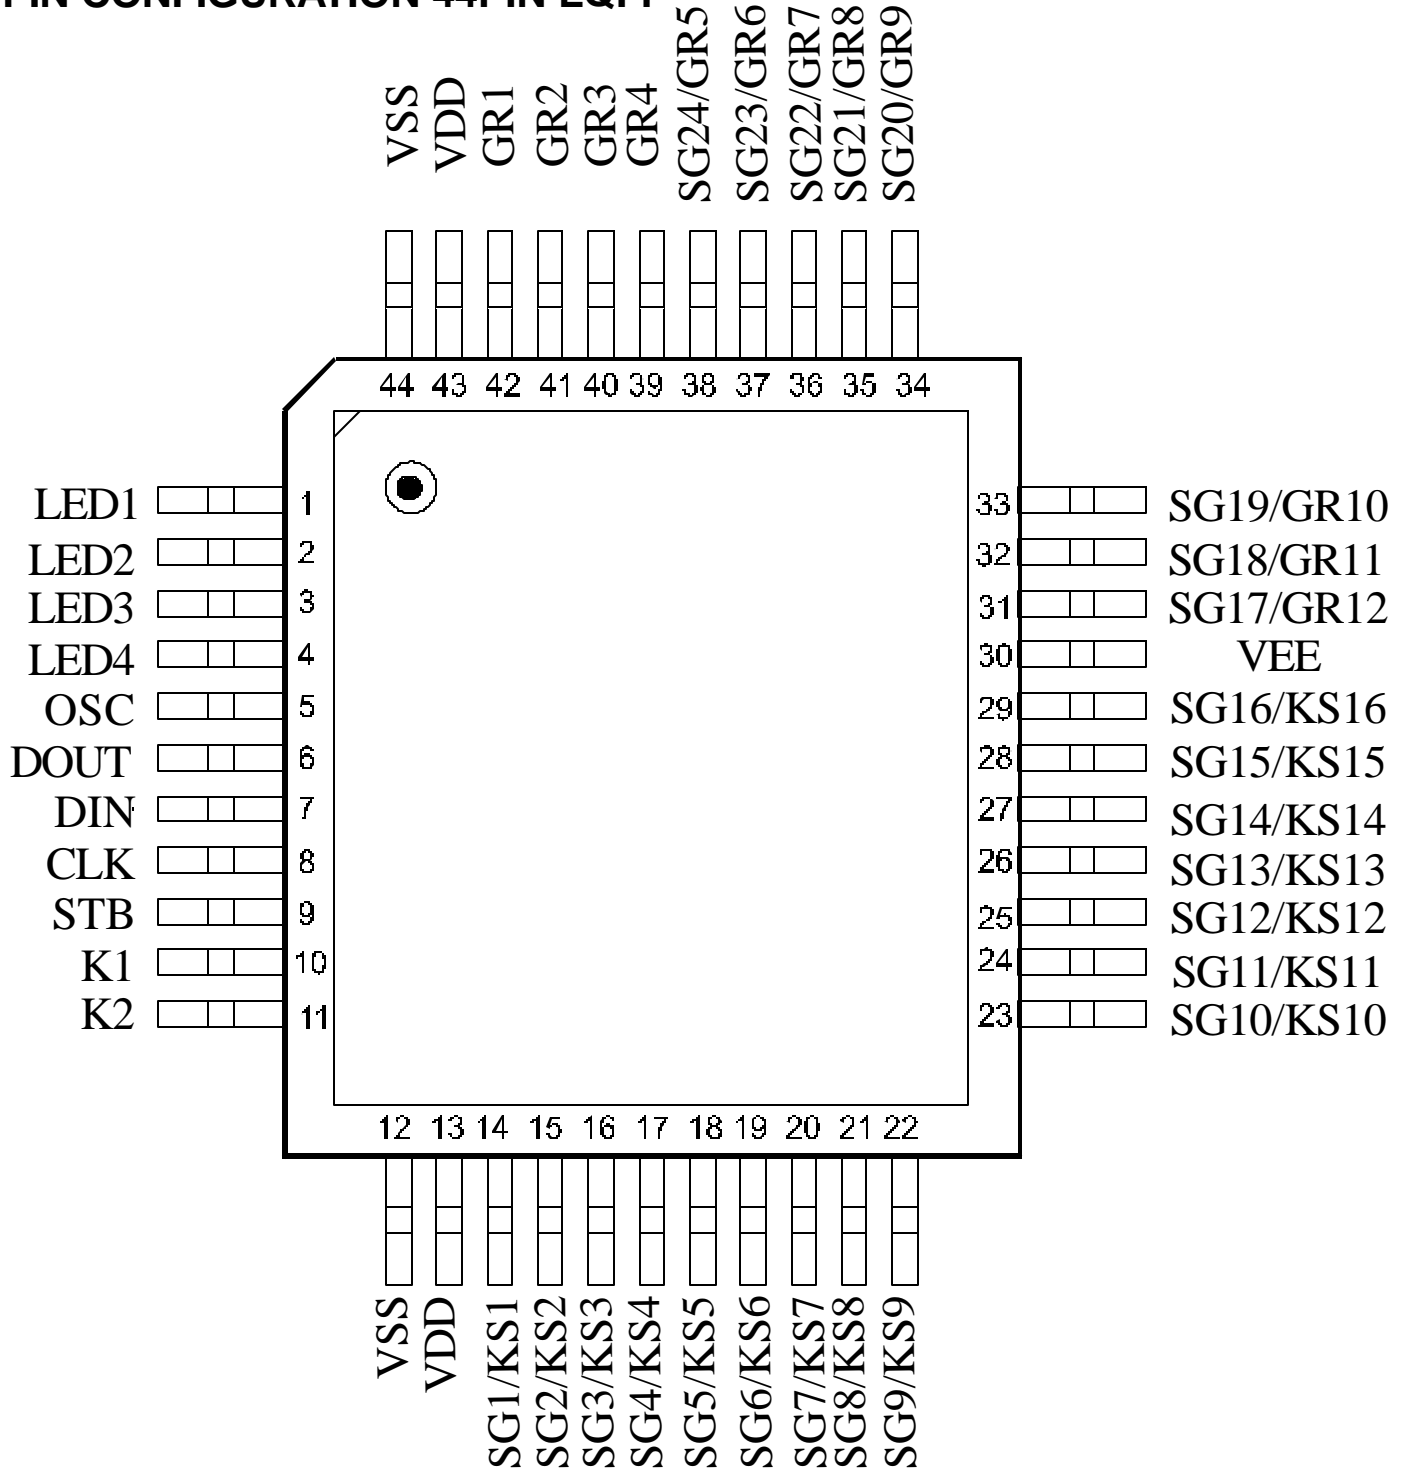 PIN CONFIGURATION 44PIN LQFP
VSS
VDD
GR1
GR2
GR3
GR4
SG24/GR5
SG23/GR6
SG22/GR7
SG21/GR8
SG20/GR9
44 43 42 41 40 39 38 37 36 35 34
LED1 1
LED2 2
LED3 3
LED4 4
OSC 5
DOUT 6
DIN 7
CLK 8
STB 9
K1 10
K2 11
33 SG19/GR10
32 SG18/GR11
31 SG17/GR12
30 VEE
29 SG16/KS16
28 SG15/KS15
27 SG14/KS14
26 SG13/KS13
25 SG12/KS12
24 SG11/KS11
23 SG10/KS10
12 13 14 15 16 17 18 19 20 21 22
VSS
VDD
SG1/KS1
SG2/KS2
SG3/KS3
SG4/KS4
SG5/KS5
SG6/KS6
SG7/KS7
SG8/KS8
SG9/KS9